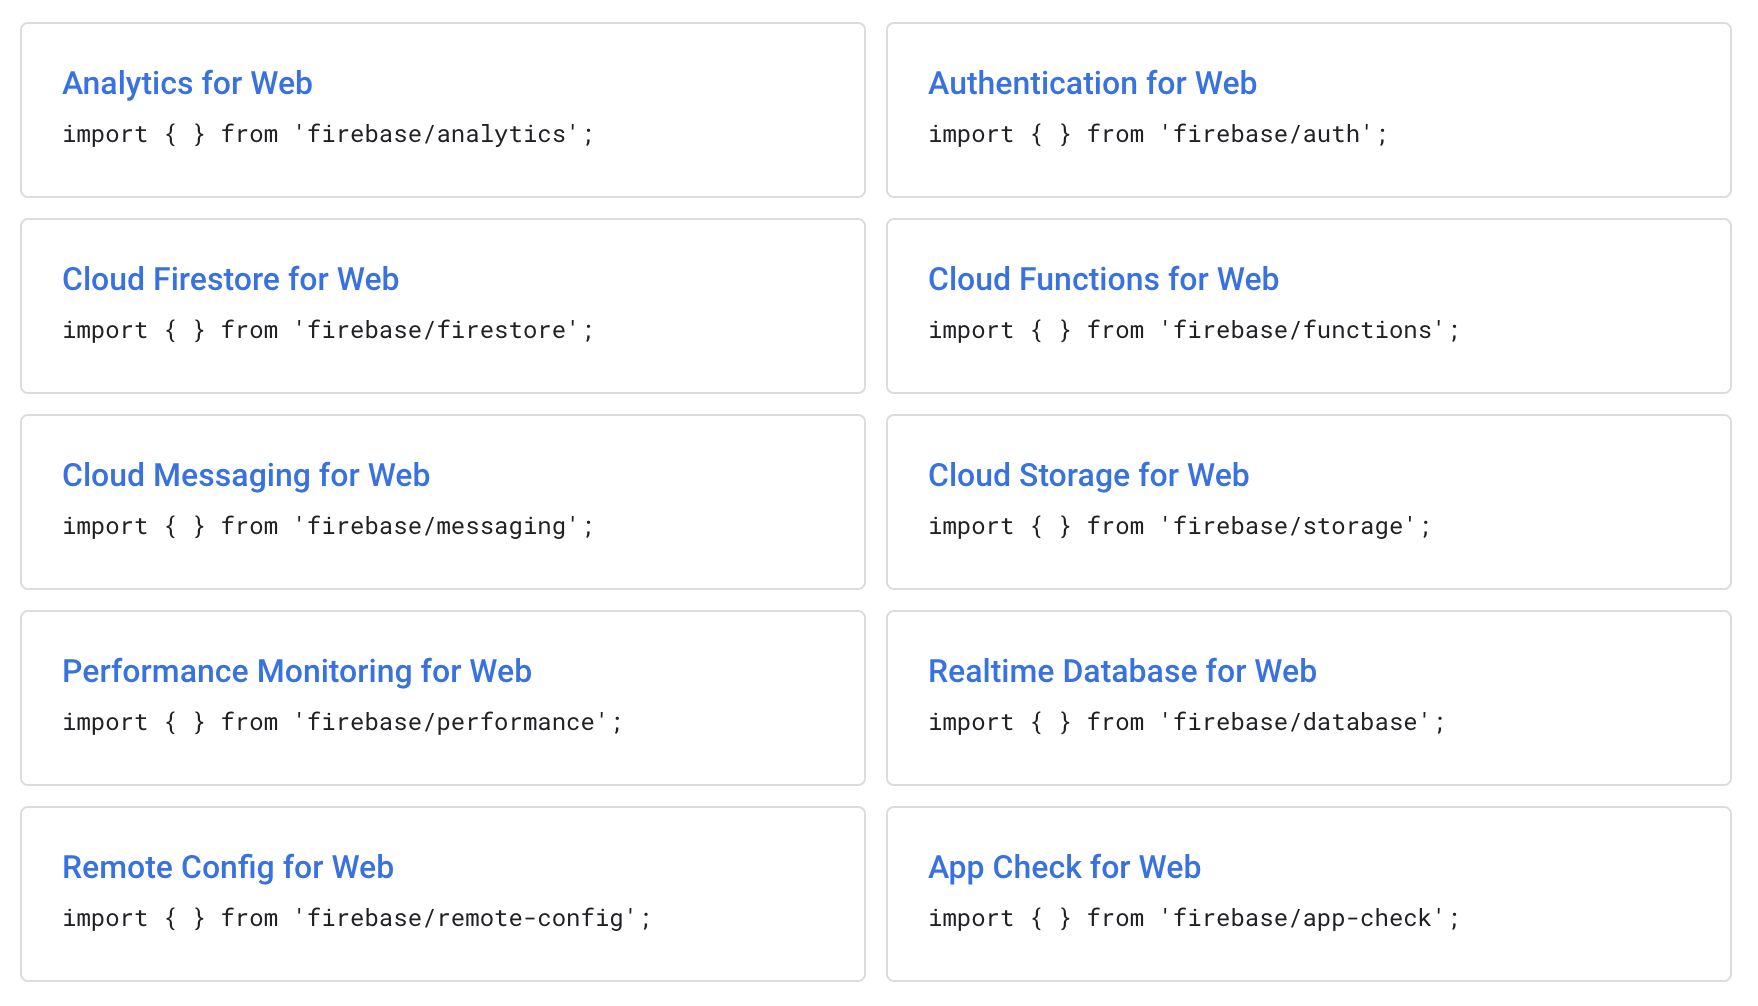 Analytics for Web
import { } from 'firebase/analytics';
Authentication for Web
import { } from 'firebase/auth';
Cloud Firestore for Web
import { } from 'firebase/firestore';
Cloud Functions for Web
import { } from 'firebase/functions';
Cloud Messaging for Web
import { } from 'firebase/messaging';
Cloud Storage for Web
import { } from 'firebase/storage';
Performance Monitoring for Web
import { } from 'firebase/performance';
Realtime Database for Web
import { } from 'firebase/database';
Remote Config for Web
import { } from 'firebase/remote-config';
App Check for Web
import { } from 'firebase/app-check';